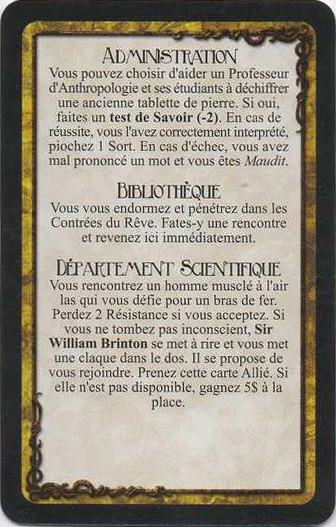 ADMINISTRATION
Vous pouvez choisir d'aider un Professeur
d'Anthropologie et ses étudiants à déchiffrer
une ancienne tablette de pierre. Si oui,
faites un test de Savoir (-2). En cas de
réussite, vous l'avez correctement interprété,
piochez 1 Sort. En cas d'échec, vous avez
mal prononcé un mot et vous êtes Maudit.
BIBLIOTHÈQUE
Vous vous endormez et pénétrez dans les
Contrées du Rêve. Fates-y une rencontre
et revenez ici immédiatement.
DÉPARTEMENT SCIENTIFIQUE
Vous rencontrez un homme musclé à l'air
las qui vous défie pour un bras de fer.
Perdez 2 Résistance si vous acceptez. Si
vous ne tombez pas inconscient, Sir
William Brinton se met à rire et vous met
une claque dans le dos. Il se propose de
vous rejoindre. Prenez cette carte Allié. Si
elle n'est pas disponible, gagnez 5$ à la
place.